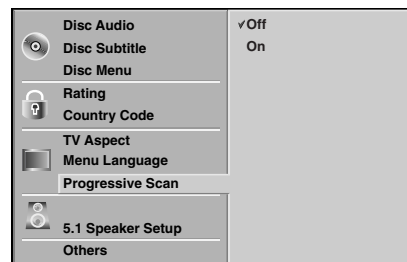 Disc Audio
Disc Subtitle
Disc Menu
Rating
Country Code
TV Aspect
Menu Language
Progressive Scan
5.1 Speaker Setup
Others
✓Off
On